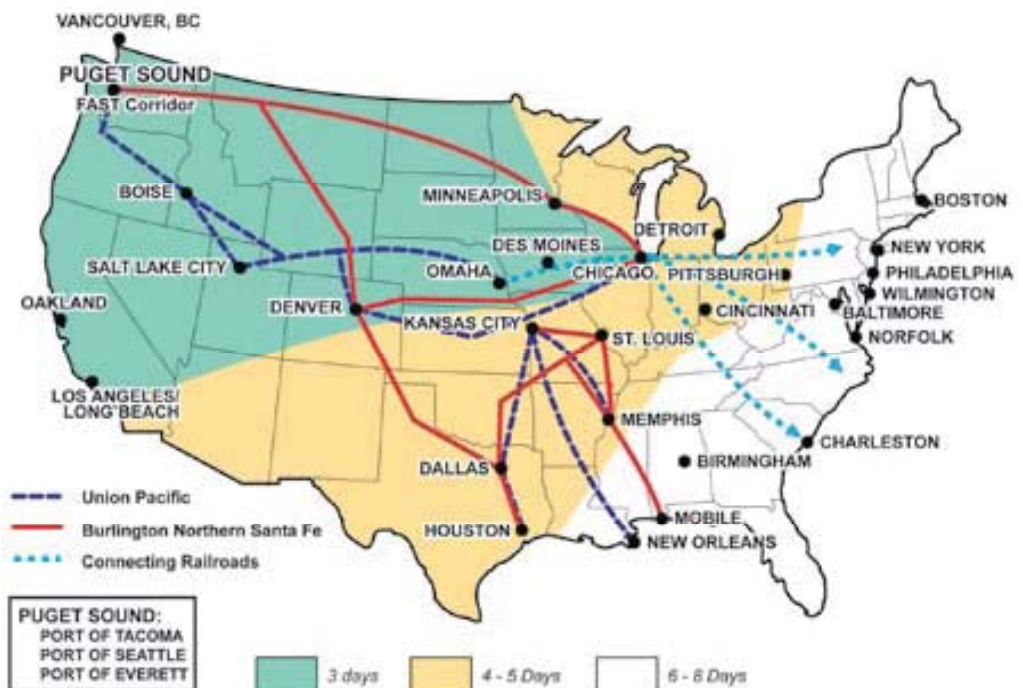 VANCOUVER, BC
PUGET SOUND
FAST Corridor
BOISE
MINNEAPOLIS
DETROIT
BOSTON
DES MOINES
NEW YORK
SALT LAKE CITY
OMAHA
CHICAGO
PITTSBURGH
PHILADELPHIA
WILMINGTON
OAKLAND
DENVER
KANSAS CITY
CINCINNATI
BALTIMORE
ST. LOUIS
NORFOLK
LOS ANGELES/
LONG BEACH
MEMPHIS
CHARLESTON
DALLAS
BIRMINGHAM
HOUSTON
MOBILE
NEW ORLEANS
Union Pacific
Burlington Northern Santa Fe
Connecting Railroads
PUGET SOUND:
PORT OF TACOMA
PORT OF SEATTLE
PORT OF EVERETT
3 days
4 - 5 Days
6 - 8 Days